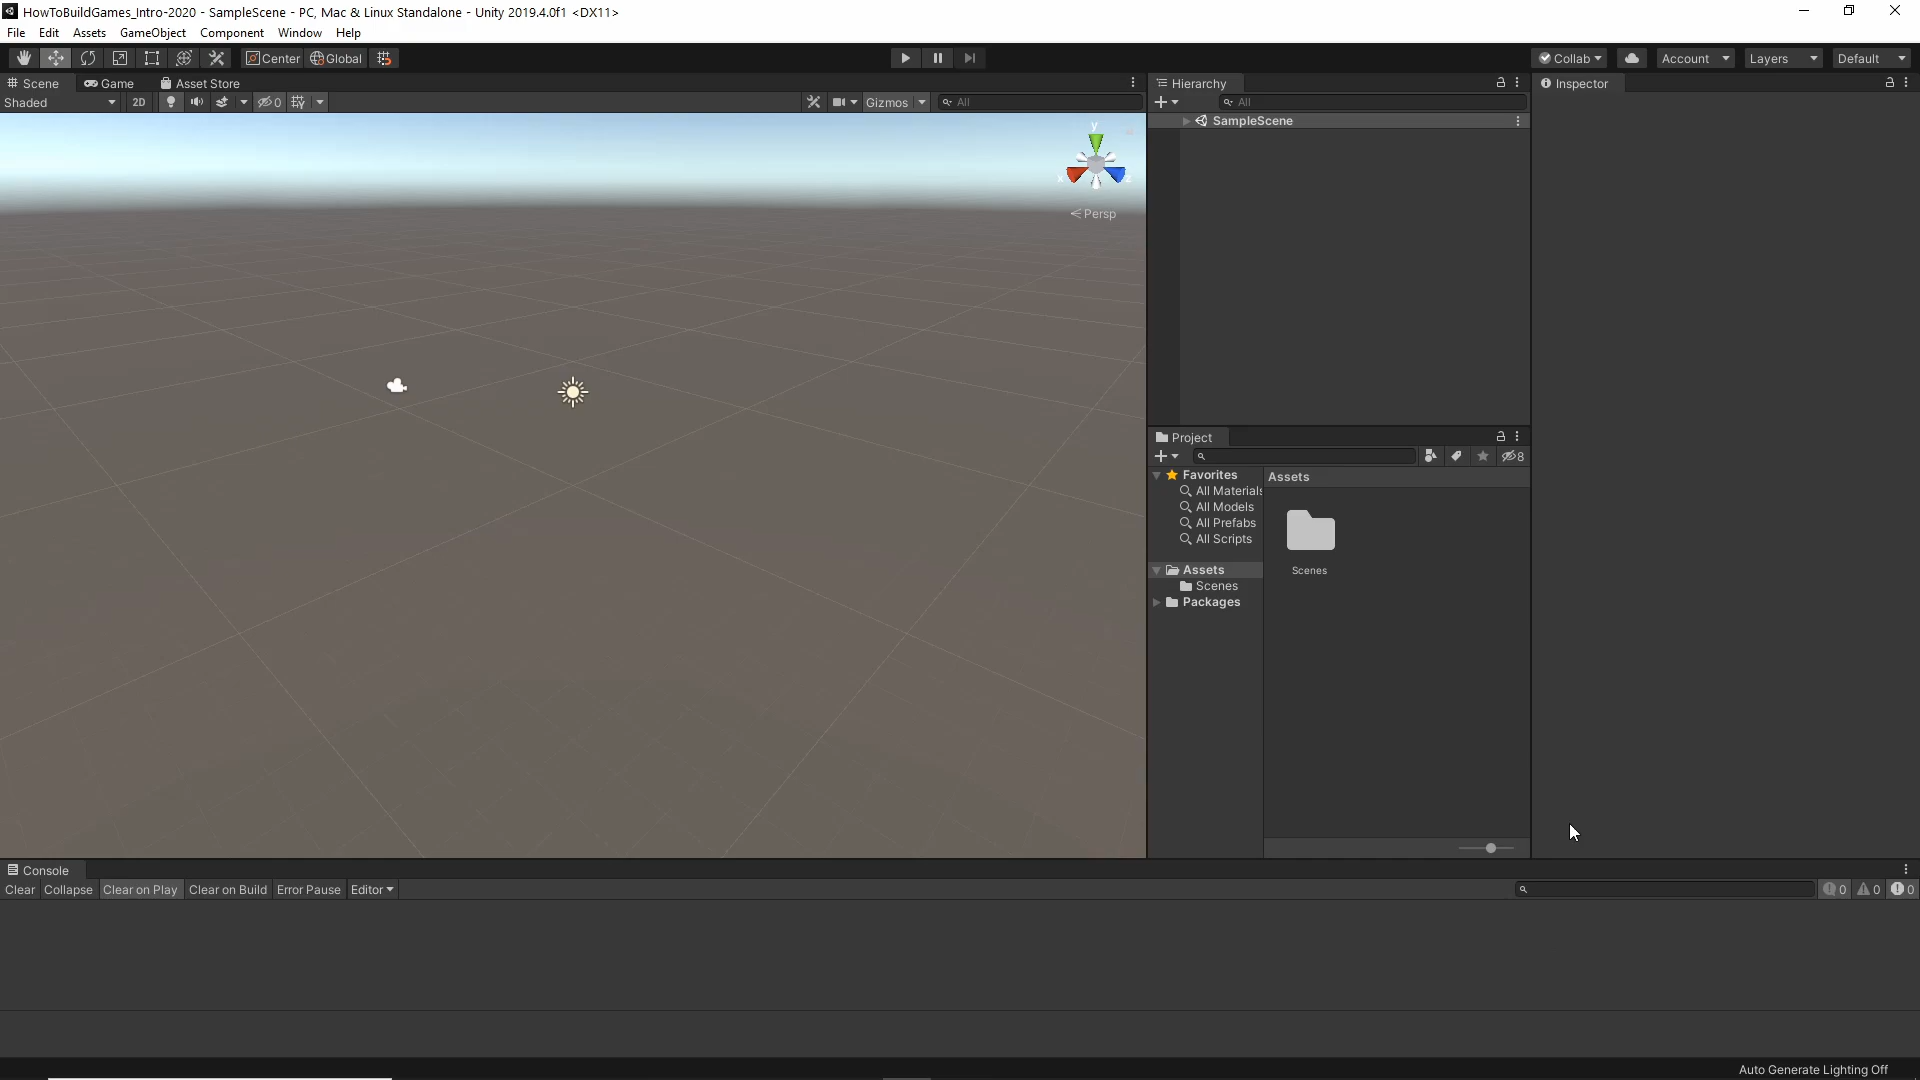 HowToBuildGames_Intro-2020 - SampleScene - PC, Mac & Linux Standalone - Unity 2019.4.0f1 <DX11>
File Edit Assets GameObject Component Window Help
Center Global Collab Account Layers Default
Scene Game Asset Store
Shaded 2D 0 Gizmos All
y
x
z
Persp
Hierarchy
All
SampleScene
Project
8
Favorites
All Materials
All Models
All Prefabs
All Scripts
Assets
Scenes
Packages
Assets
Scenes
Inspector
Console
Clear Collapse Clear on Play Clear on Build Error Pause Editor 0 0 0
Auto Generate Lighting Off